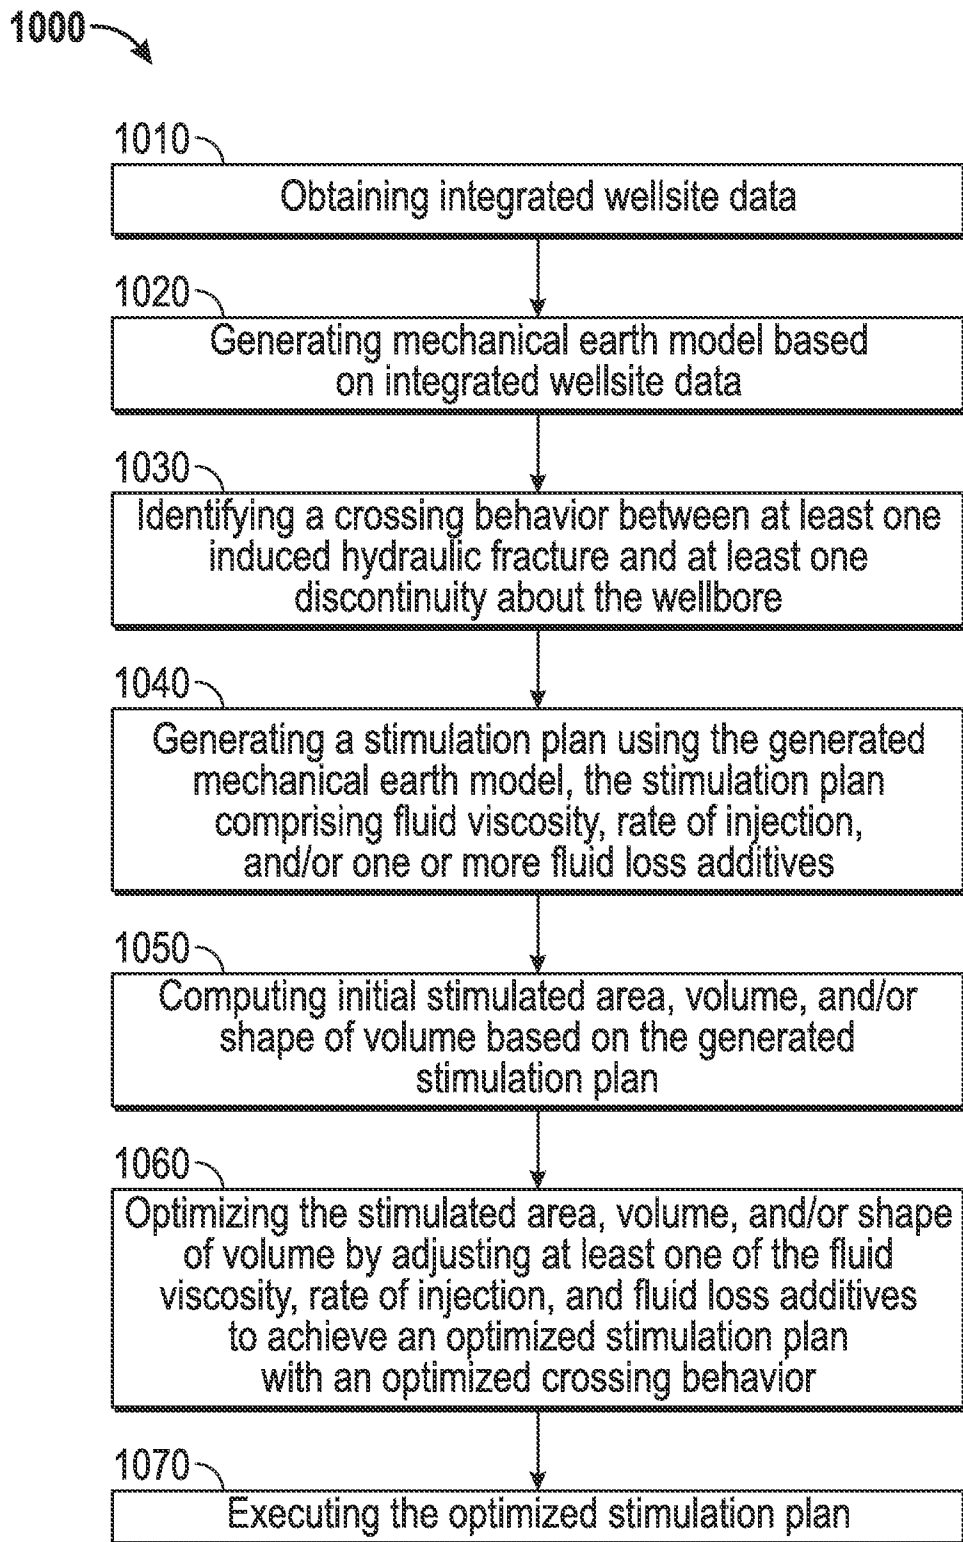 1000
1010
Obtaining integrated wellsite data
1020
Generating mechanical earth model based
on integrated wellsite data
1030
Identifying a crossing behavior between at least one
induced hydraulic fracture and at least one
discontinuity about the wellbore
1040
Generating a stimulation plan using the generated
mechanical earth model, the stimulation plan
comprising fluid viscosity, rate of injection,
and/or one or more fluid loss additives
1050
Computing initial stimulated area, volume, and/or
shape of volume based on the generated
stimulation plan
1060
Optimizing the stimulated area, volume, and/or shape
of volume by adjusting at least one of the fluid
viscosity, rate of injection, and fluid loss additives
to achieve an optimized stimulation plan
with an optimized crossing behavior
1070
Executing the optimized stimulation plan